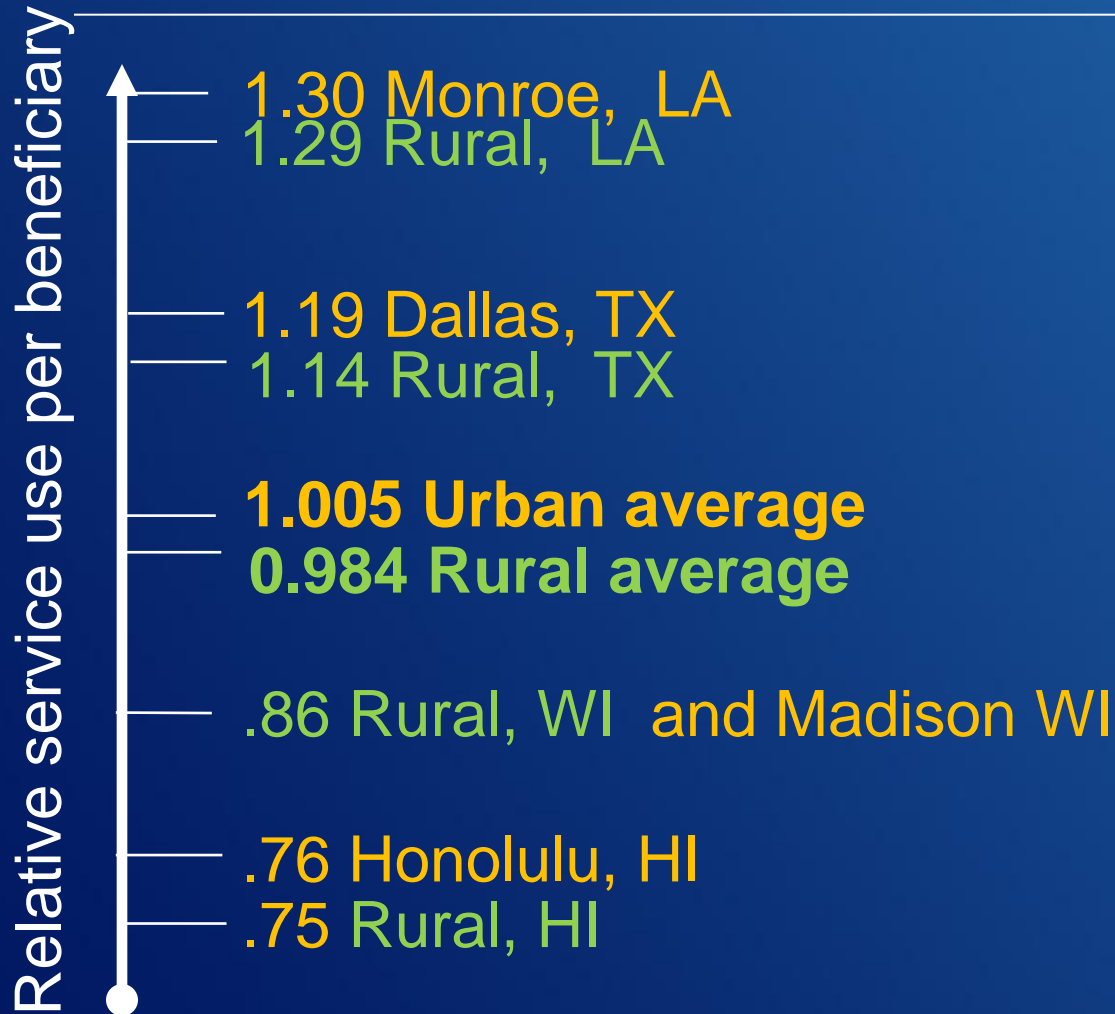 Relative service use per beneficiary
1.30 Monroe, LA
1.29 Rural, LA
1.19 Dallas, TX
1.14 Rural, TX
1.005 Urban average
0.984 Rural average
.86 Rural, WI and Madison WI
.76 Honolulu, HI
.75 Rural, HI